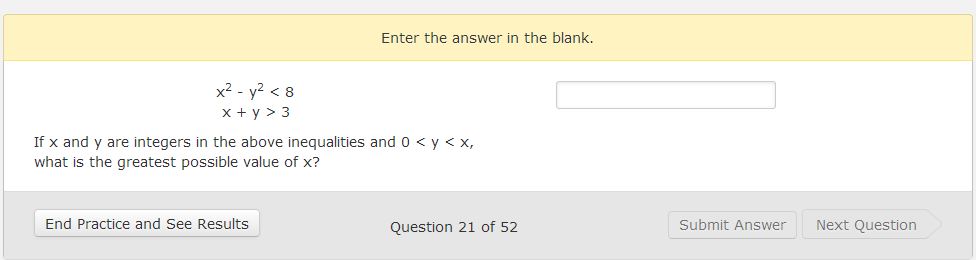 Enter the answer in the blank.
x² - y² < 8
x + y > 3
If x and y are integers in the above inequalities and 0 < y < x,
what is the greatest possible value of x?
End Practice and See Results
Question 21 of 52
Submit Answer
Next Question